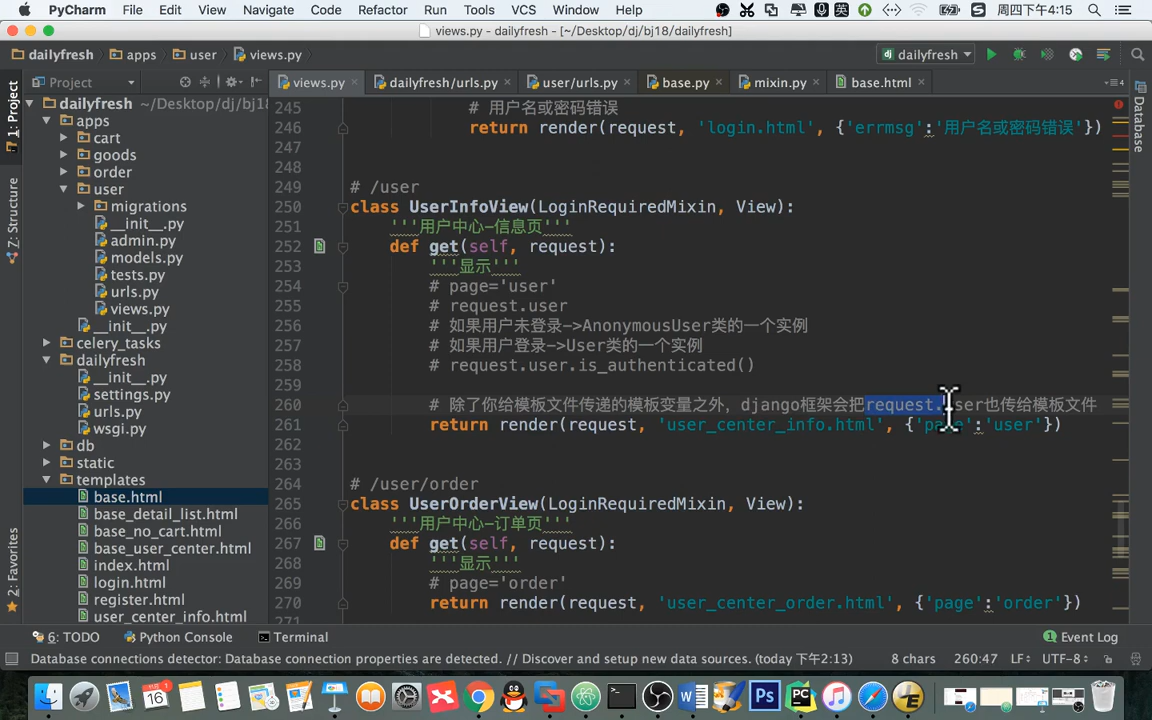 PyCharm File Edit View Navigate Code Refactor Run Tools VCS Window Help 周四下午4:15
views.py - dailyfresh - [~/Desktop/dj/bj18/dailyfresh]
dailyfresh apps user views.py dailyfresh
Project views.py dailyfresh/urls.py user/urls.py base.py mixin.py base.html
1: Project
7: Structure
2: Favorites
Database
dailyfresh ~/Desktop/dj/bj18
apps
cart
goods
order
user
migrations
__init__.py
admin.py
models.py
tests.py
urls.py
views.py
__init__.py
celery_tasks
dailyfresh
__init__.py
settings.py
urls.py
wsgi.py
db
static
templates
base.html
base_detail_list.html
base_no_cart.html
base_user_center.html
index.html
login.html
register.html
user_center_info.html
245 # 用户名或密码错误
246 return render(request, 'login.html', {'errmsg':'用户名或密码错误'})
247
248
249 # /user
250 class UserInfoView(LoginRequiredMixin, View):
251 '''用户中心-信息页'''
252 def get(self, request):
253 '''显示'''
254 # page='user'
255 # request.user
256 # 如果用户未登录->AnonymousUser类的一个实例
257 # 如果用户登录->User类的一个实例
258 # request.user.is_authenticated()
259
260 # 除了你给模板文件传递的模板变量之外，django框架会把request.user也传给模板文件
261 return render(request, 'user_center_info.html', {'page':'user'})
262
263
264 # /user/order
265 class UserOrderView(LoginRequiredMixin, View):
266 '''用户中心-订单页'''
267 def get(self, request):
268 '''显示'''
269 # page='order'
270 return render(request, 'user_center_order.html', {'page':'order'})
271
6: TODO Python Console Terminal 1 Event Log
Database connections detector: Database connection properties are detected. // Discover and setup new data sources. (today 下午2:13) 8 chars 260:47 LF UTF-8